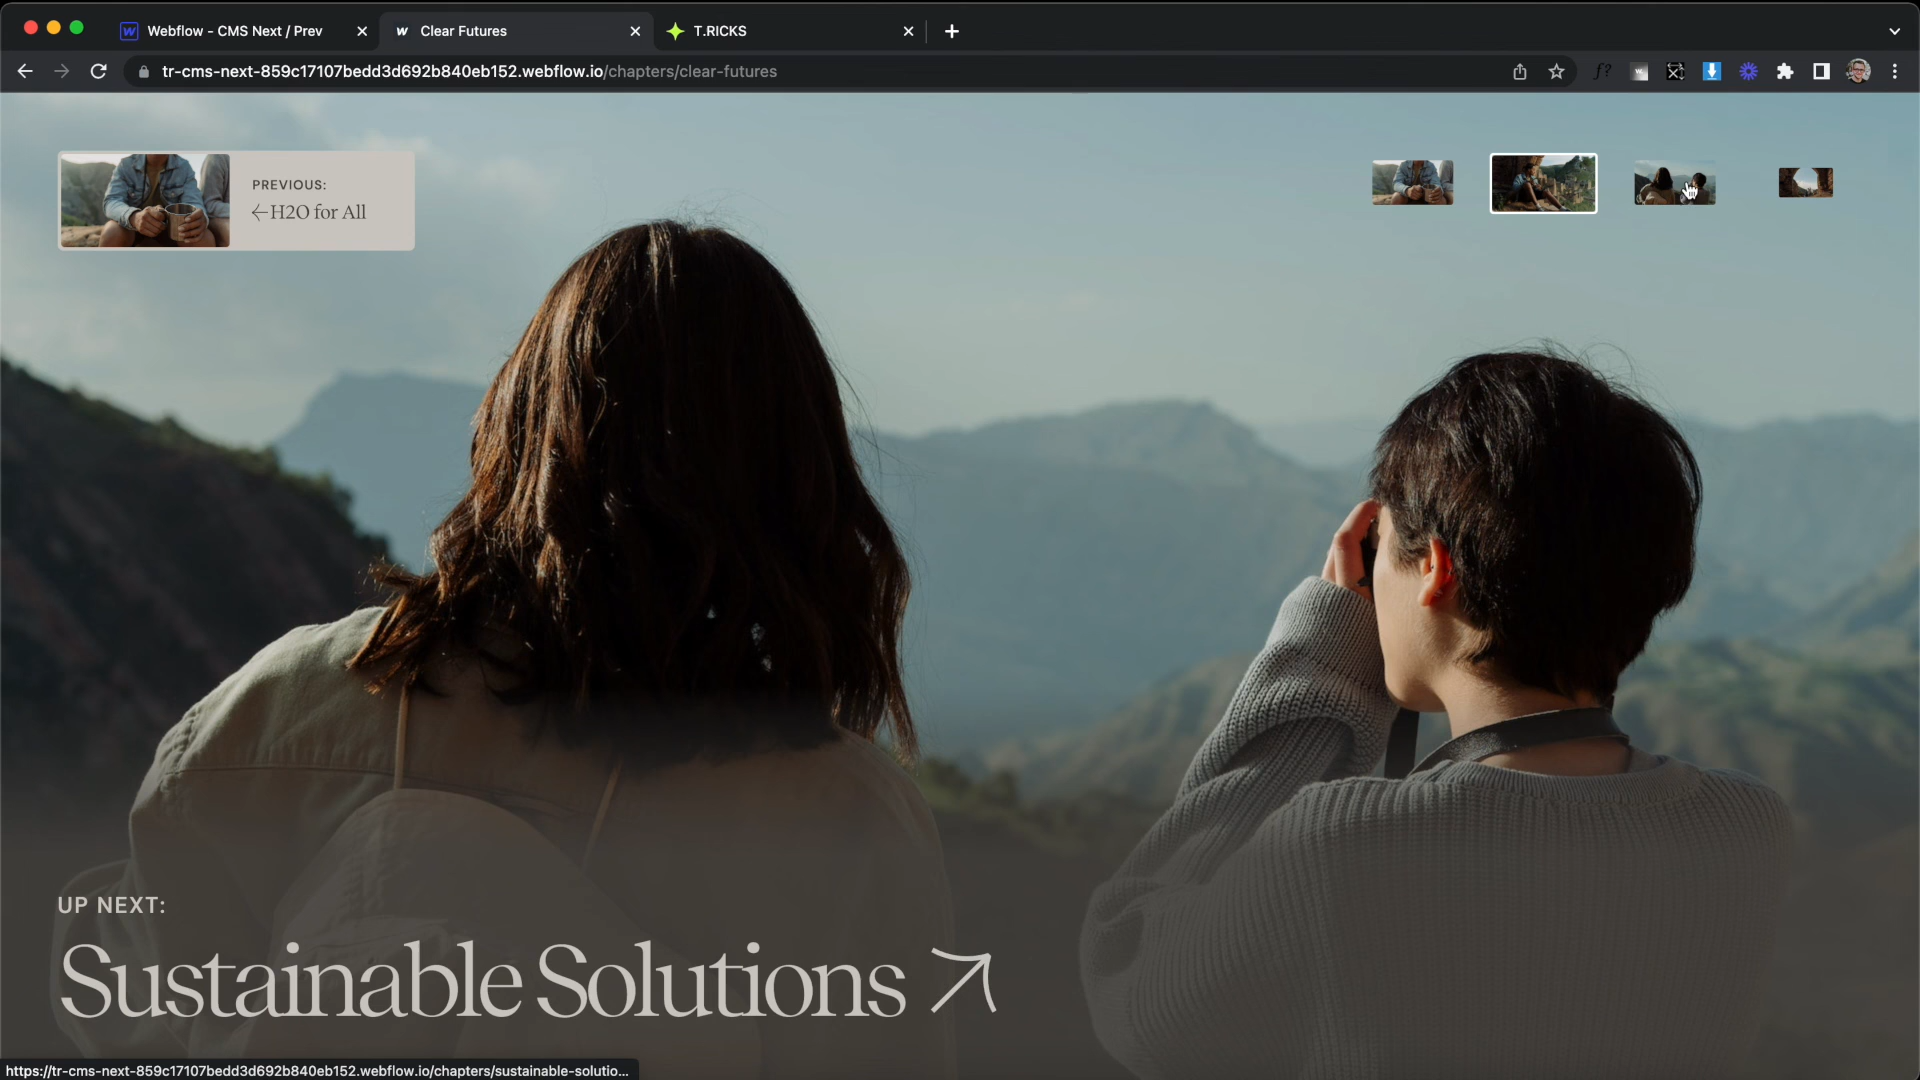 Webflow - CMS Next / Prev
Clear Futures
T.RICKS
tr-cms-next-859c17107bedd3d692b840eb152.webflow.io/chapters/clear-futures
PREVIOUS:
←H2O for All
UP NEXT:
Sustainable Solutions ↗
https://tr-cms-next-859c17107bedd3d692b840eb152.webflow.io/chapters/sustainable-solutio...